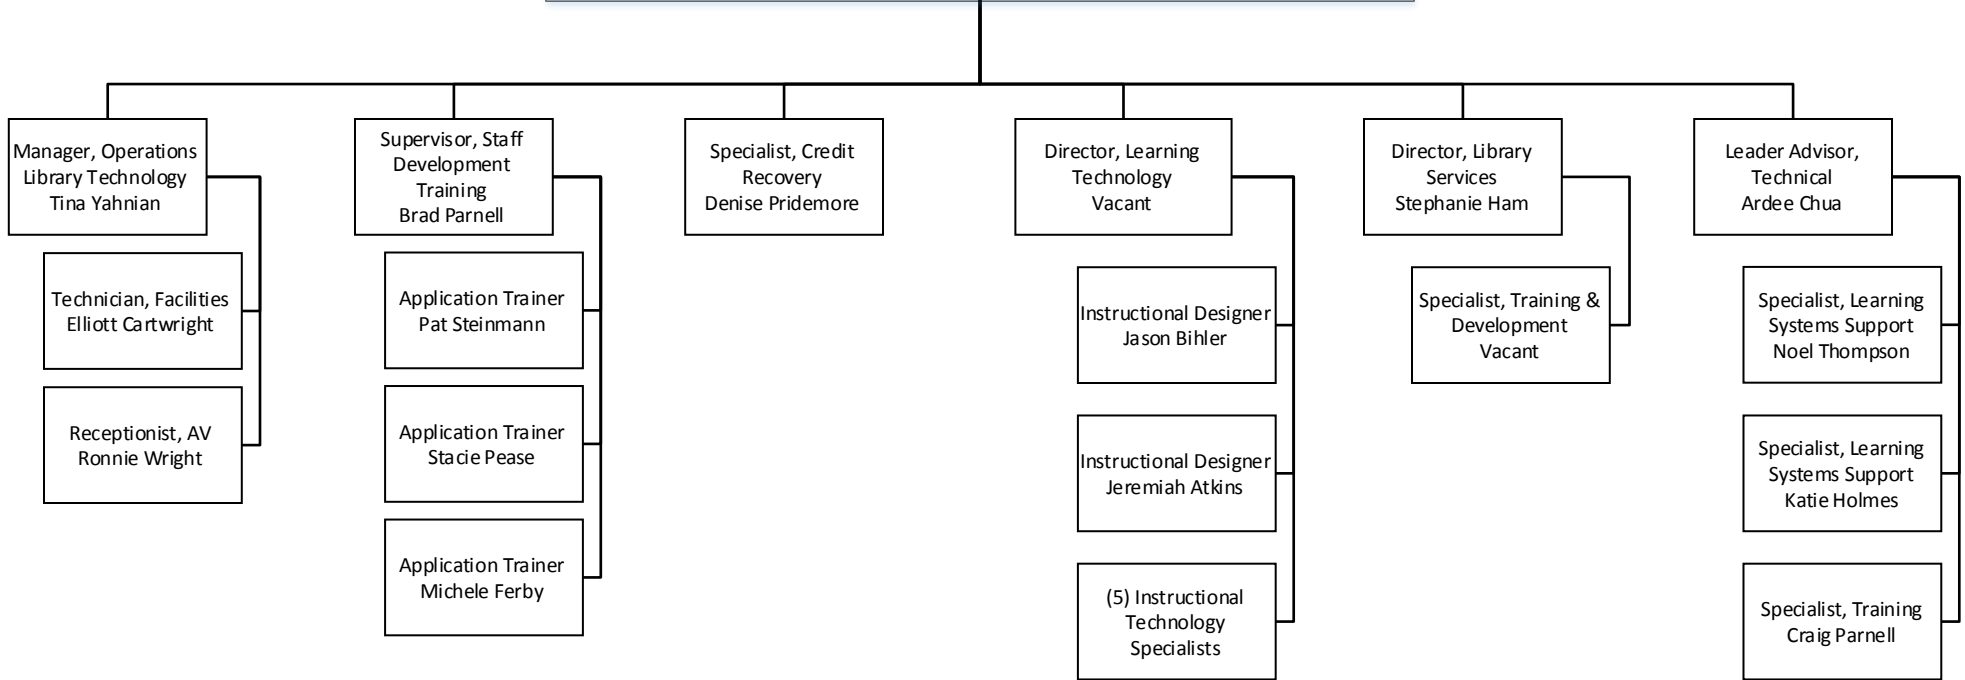 Manager, Operations
Library Technology
Tina Yahnian
Technician, Facilities
Elliott Cartwright
Receptionist, AV
Ronnie Wright
Supervisor, Staff
Development
Training
Brad Parnell
Application Trainer
Pat Steinmann
Application Trainer
Stacie Pease
Application Trainer
Michele Ferby
Specialist, Credit
Recovery
Denise Pridemore
Director, Learning
Technology
Vacant
Instructional Designer
Jason Bihler
Instructional Designer
Jeremiah Atkins
(5) Instructional
Technology
Specialists
Director, Library
Services
Stephanie Ham
Specialist, Training &
Development
Vacant
Leader Advisor,
Technical
Ardee Chua
Specialist, Learning
Systems Support
Noel Thompson
Specialist, Learning
Systems Support
Katie Holmes
Specialist, Training
Craig Parnell